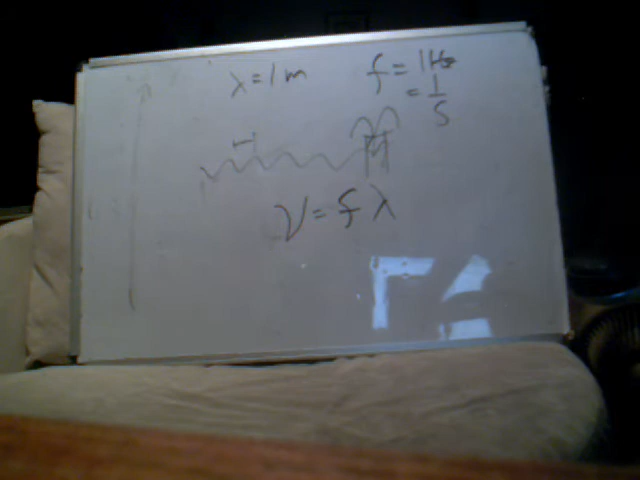 λ = 1 m
f = 1 Hz
= 1/s
v = f λ